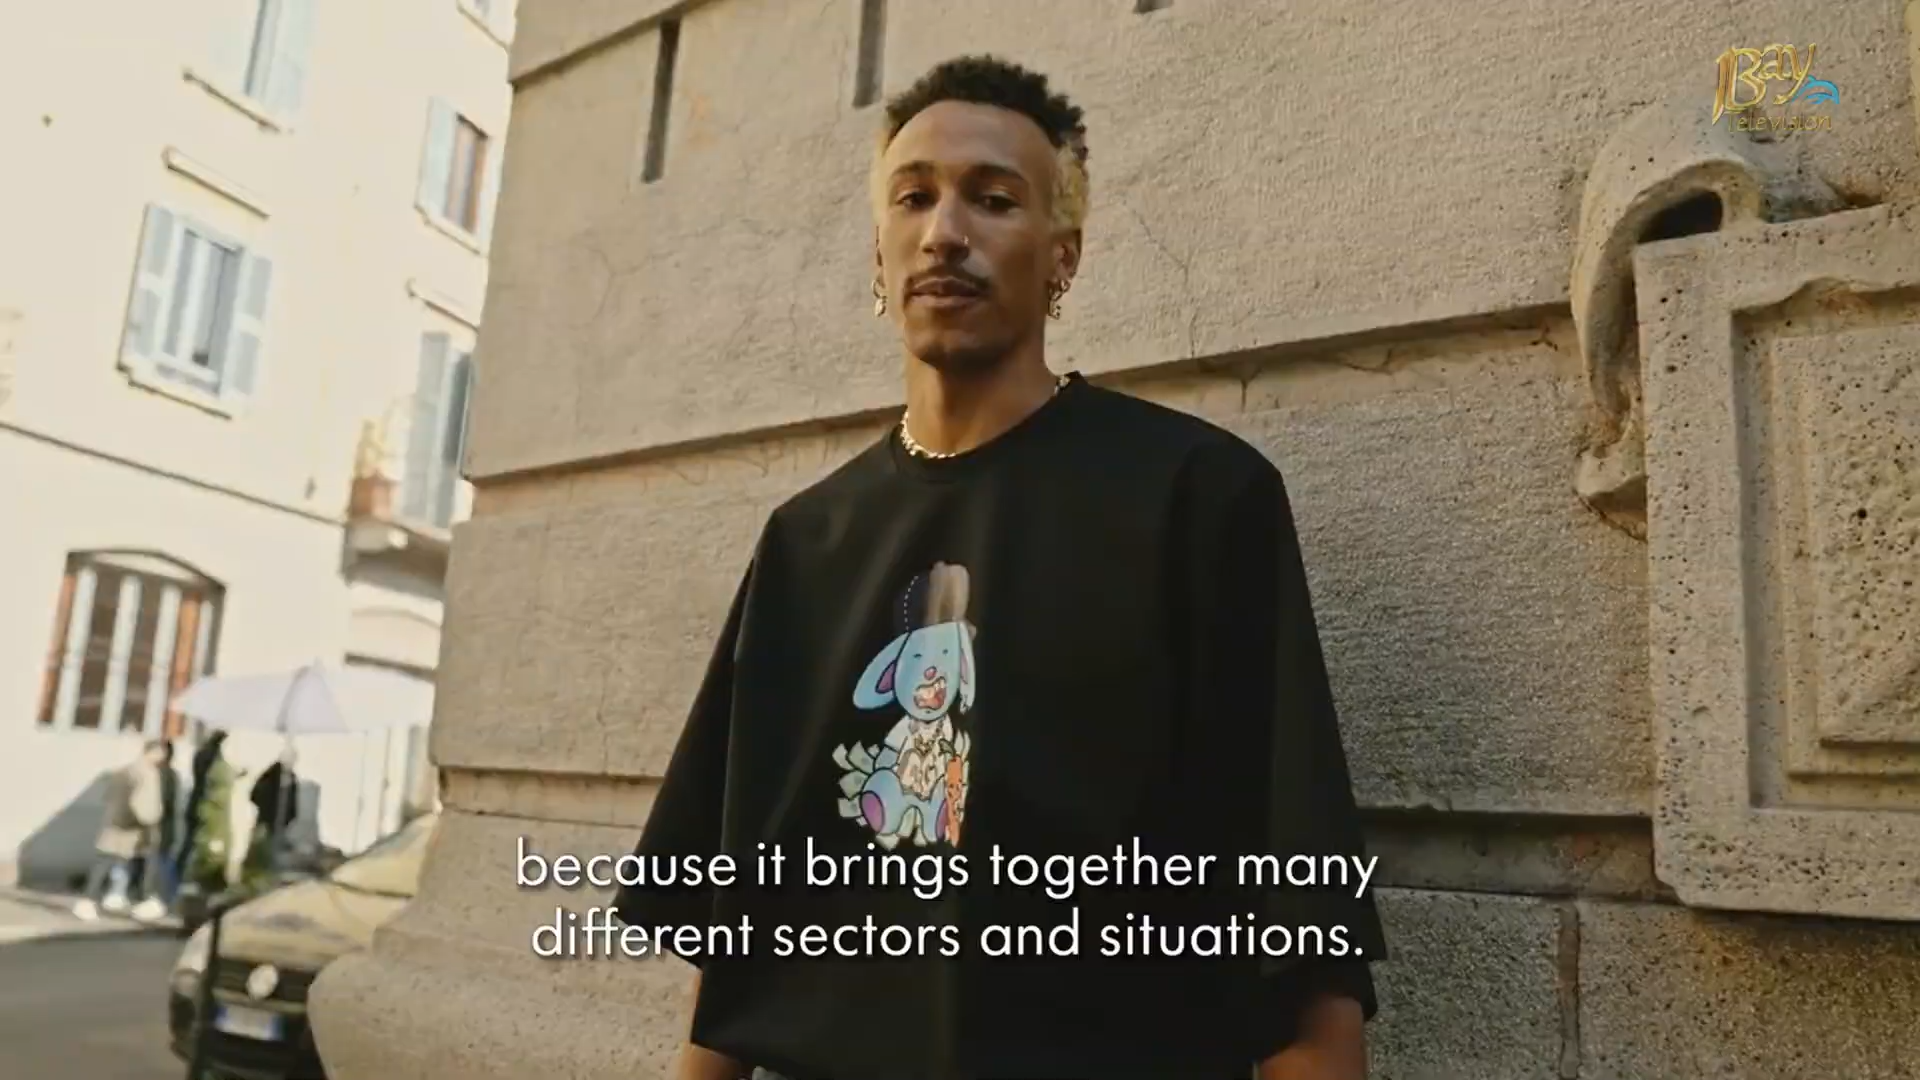 Bay
Television
because it brings together many
different sectors and situations.